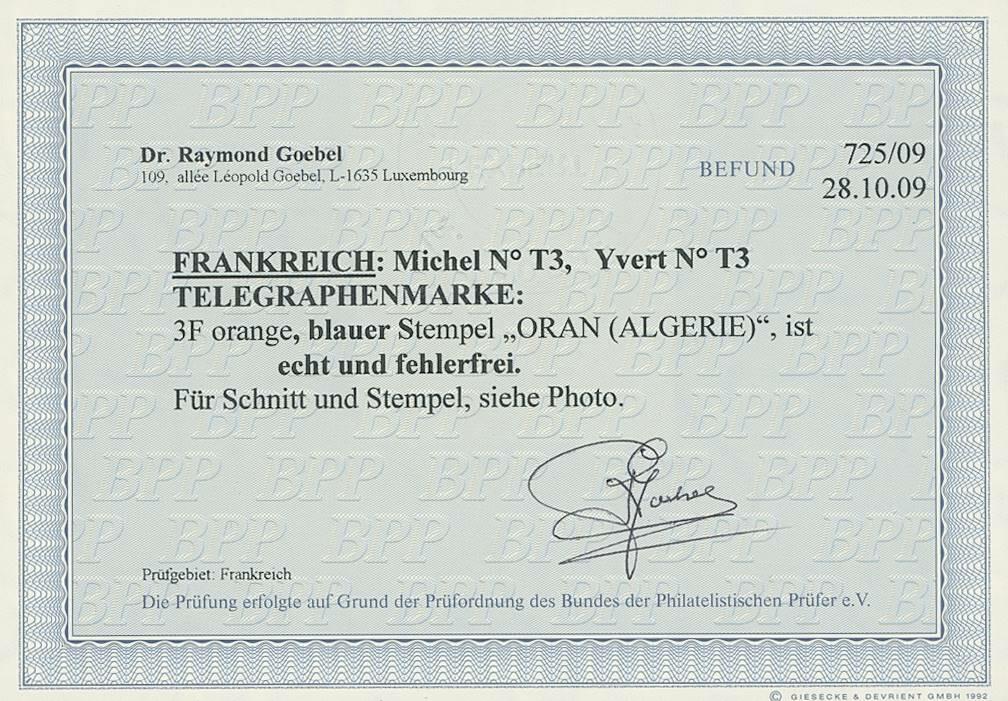 Dr. Raymond Goebel
109, allée Léopold Goebel, L-1635 Luxembourg
BEFUND
725/09
28.10.09
FRANKREICH: Michel N° T3, Yvert N° T3
TELEGRAPHENMARKE:
3F orange, blauer Stempel „ORAN (ALGERIE)“, ist
echt und fehlerfrei.
Für Schnitt und Stempel, siehe Photo.
Prüfgebiet: Frankreich
Die Prüfung erfolgte auf Grund der Prüfordnung des Bundes der Philatelistischen Prüfer e.V.
© GIESECKE & DEVRIENT GMBH 1992